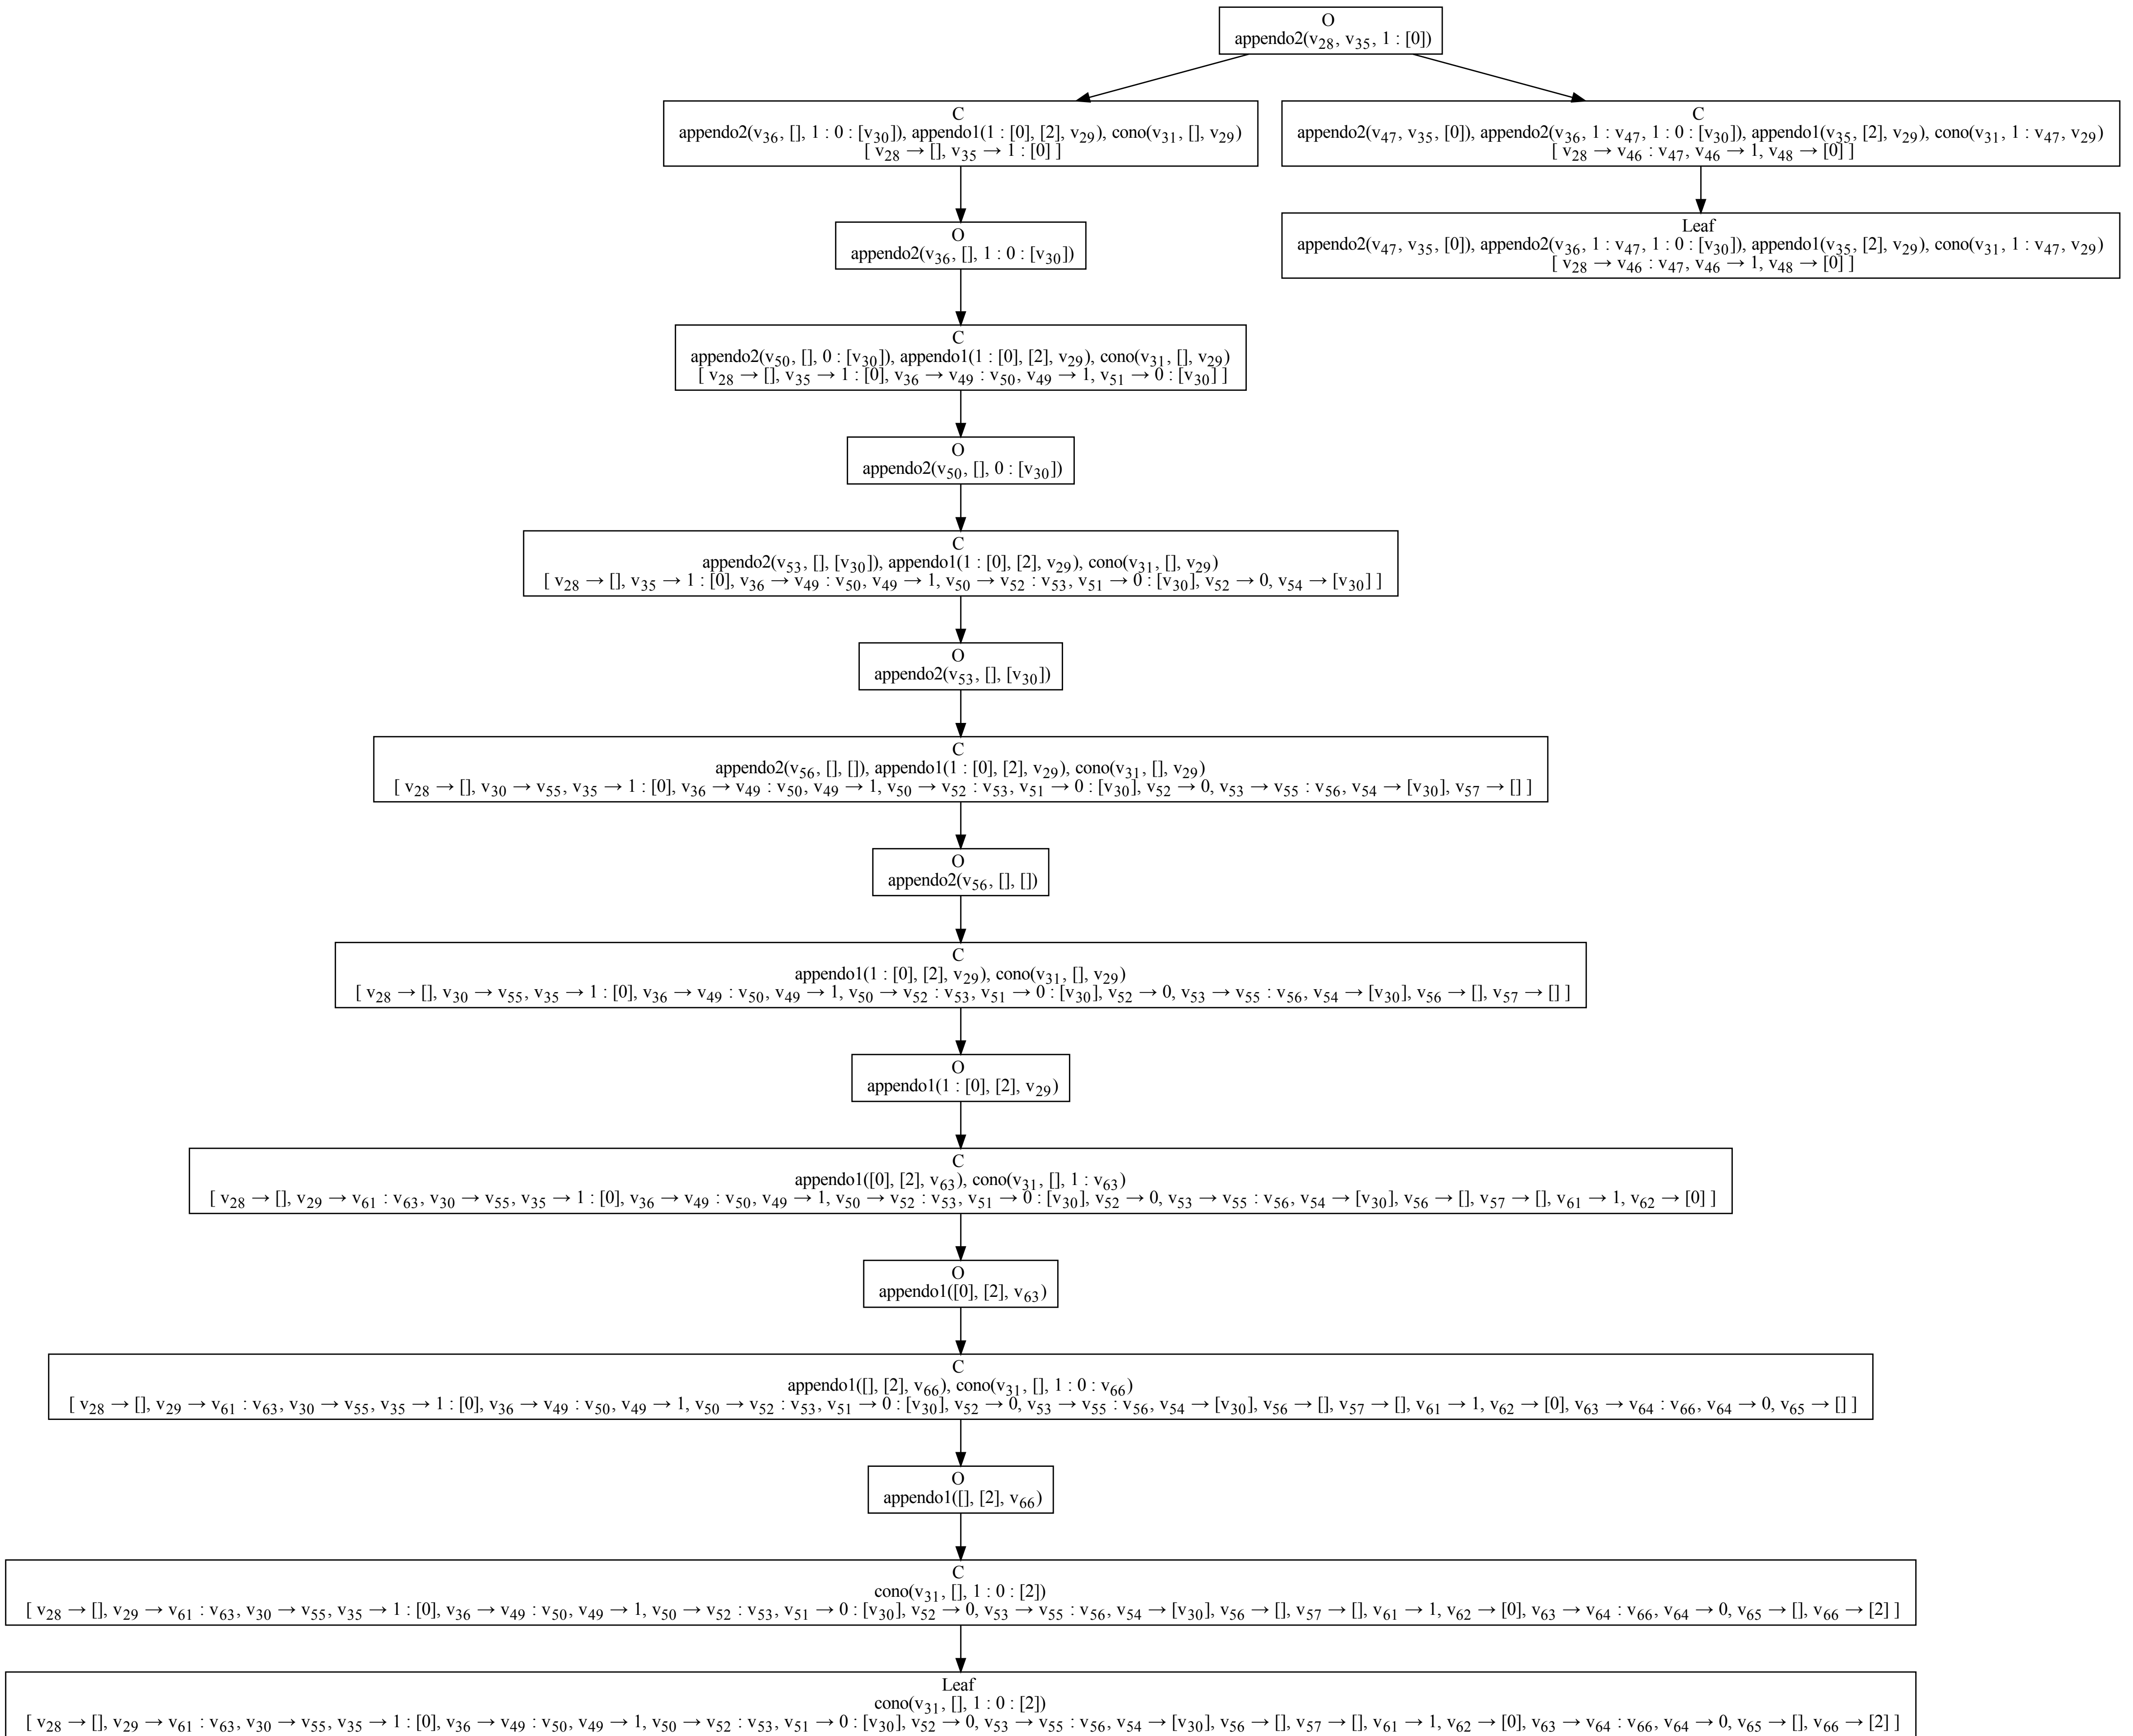 O
appendo2(v28, v35, 1 : [0])
C
appendo2(v36, [], 1 : 0 : [v30]), appendo1(1 : [0], [2], v29), cono(v31, [], v29)
[ v28 → [], v35 → 1 : [0] ]
C
appendo2(v47, v35, [0]), appendo2(v36, 1 : v47, 1 : 0 : [v30]), appendo1(v35, [2], v29), cono(v31, 1 : v47, v29)
[ v28 → v46 : v47, v46 → 1, v48 → [0] ]
O
appendo2(v36, [], 1 : 0 : [v30])
Leaf
appendo2(v47, v35, [0]), appendo2(v36, 1 : v47, 1 : 0 : [v30]), appendo1(v35, [2], v29), cono(v31, 1 : v47, v29)
[ v28 → v46 : v47, v46 → 1, v48 → [0] ]
C
appendo2(v50, [], 0 : [v30]), appendo1(1 : [0], [2], v29), cono(v31, [], v29)
[ v28 → [], v35 → 1 : [0], v36 → v49 : v50, v49 → 1, v51 → 0 : [v30] ]
O
appendo2(v50, [], 0 : [v30])
C
appendo2(v53, [], [v30]), appendo1(1 : [0], [2], v29), cono(v31, [], v29)
[ v28 → [], v35 → 1 : [0], v36 → v49 : v50, v49 → 1, v50 → v52 : v53, v51 → 0 : [v30], v52 → 0, v54 → [v30] ]
O
appendo2(v53, [], [v30])
C
appendo2(v56, [], []), appendo1(1 : [0], [2], v29), cono(v31, [], v29)
[ v28 → [], v30 → v55, v35 → 1 : [0], v36 → v49 : v50, v49 → 1, v50 → v52 : v53, v51 → 0 : [v30], v52 → 0, v53 → v55 : v56, v54 → [v30], v57 → [] ]
O
appendo2(v56, [], [])
C
appendo1(1 : [0], [2], v29), cono(v31, [], v29)
[ v28 → [], v30 → v55, v35 → 1 : [0], v36 → v49 : v50, v49 → 1, v50 → v52 : v53, v51 → 0 : [v30], v52 → 0, v53 → v55 : v56, v54 → [v30], v56 → [], v57 → [] ]
O
appendo1(1 : [0], [2], v29)
C
appendo1([0], [2], v63), cono(v31, [], 1 : v63)
[ v28 → [], v29 → v61 : v63, v30 → v55, v35 → 1 : [0], v36 → v49 : v50, v49 → 1, v50 → v52 : v53, v51 → 0 : [v30], v52 → 0, v53 → v55 : v56, v54 → [v30], v56 → [], v57 → [], v61 → 1, v62 → [0] ]
O
appendo1([0], [2], v63)
C
appendo1([], [2], v66), cono(v31, [], 1 : 0 : v66)
[ v28 → [], v29 → v61 : v63, v30 → v55, v35 → 1 : [0], v36 → v49 : v50, v49 → 1, v50 → v52 : v53, v51 → 0 : [v30], v52 → 0, v53 → v55 : v56, v54 → [v30], v56 → [], v57 → [], v61 → 1, v62 → [0], v63 → v64 : v66, v64 → 0, v65 → [] ]
O
appendo1([], [2], v66)
C
cono(v31, [], 1 : 0 : [2])
[ v28 → [], v29 → v61 : v63, v30 → v55, v35 → 1 : [0], v36 → v49 : v50, v49 → 1, v50 → v52 : v53, v51 → 0 : [v30], v52 → 0, v53 → v55 : v56, v54 → [v30], v56 → [], v57 → [], v61 → 1, v62 → [0], v63 → v64 : v66, v64 → 0, v65 → [], v66 → [2] ]
Leaf
cono(v31, [], 1 : 0 : [2])
[ v28 → [], v29 → v61 : v63, v30 → v55, v35 → 1 : [0], v36 → v49 : v50, v49 → 1, v50 → v52 : v53, v51 → 0 : [v30], v52 → 0, v53 → v55 : v56, v54 → [v30], v56 → [], v57 → [], v61 → 1, v62 → [0], v63 → v64 : v66, v64 → 0, v65 → [], v66 → [2] ]